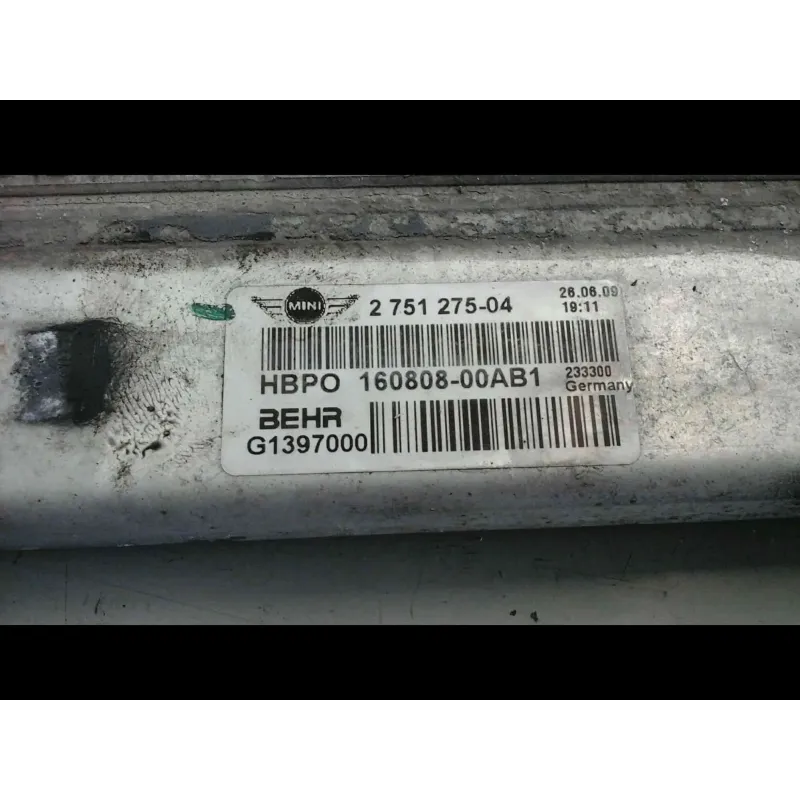 MINI 2 751 275-04 26.06.09
19:11
HBPO 160808-00AB1 233300
Germany
BEHR
G1397000